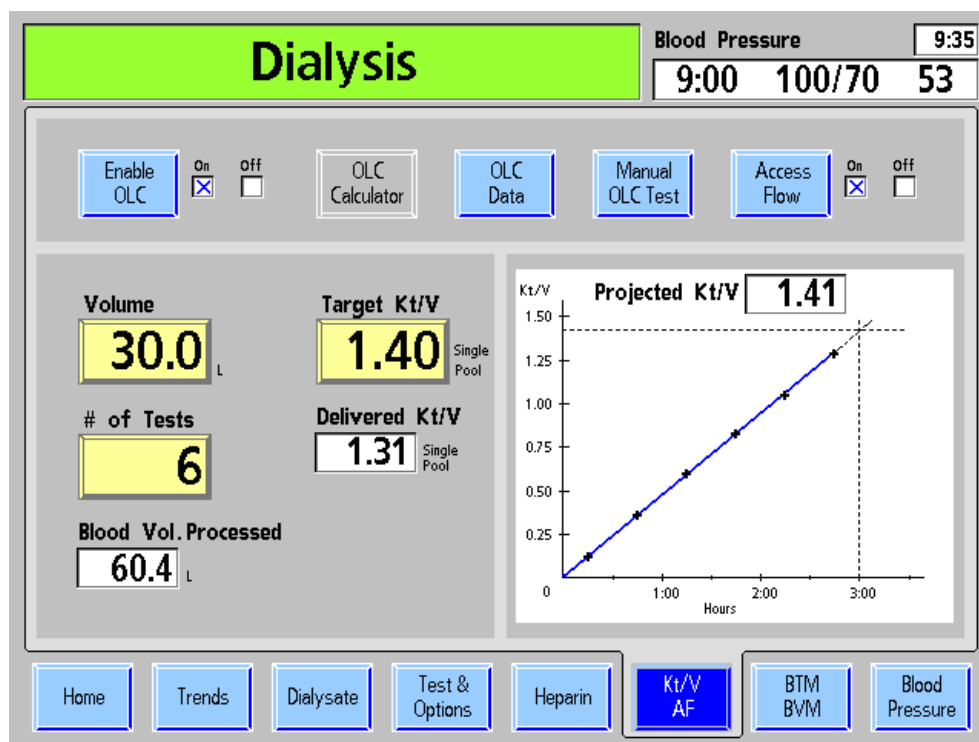 Dialysis
Blood Pressure 9:35
9:00 100/70 53
Enable OLC
On Off
OLC Calculator
OLC Data
Manual OLC Test
Access Flow
On Off
Volume
30.0 L
Target Kt/V
1.40 Single Pool
# of Tests
6
Delivered Kt/V
1.31 Single Pool
Blood Vol.Processed
60.4 L
Kt/V
Projected Kt/V 1.41
1.50
1.25
1.00
0.75
0.50
0.25
0 1:00 2:00 3:00
Hours
Home
Trends
Dialysate
Test & Options
Heparin
Kt/V AF
BTM BVM
Blood Pressure